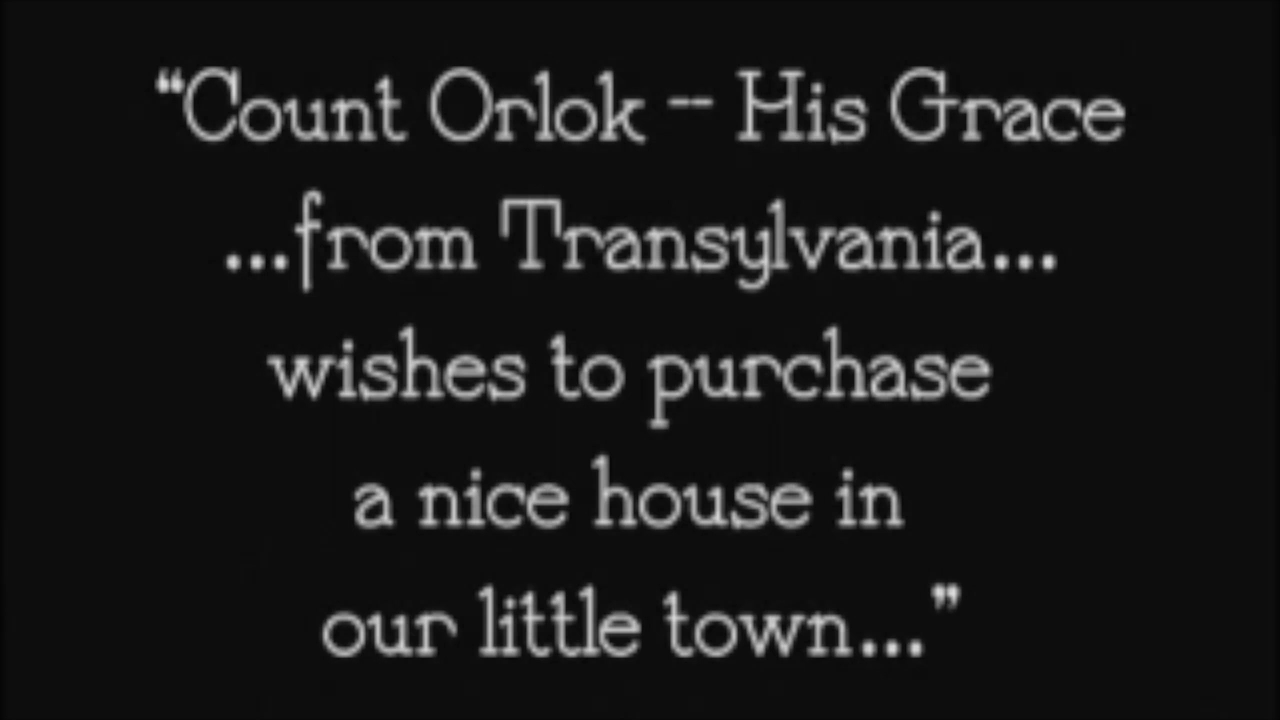 “Count Orlok -- His Grace
...from Transylvania...
wishes to purchase
a nice house in
our little town...”